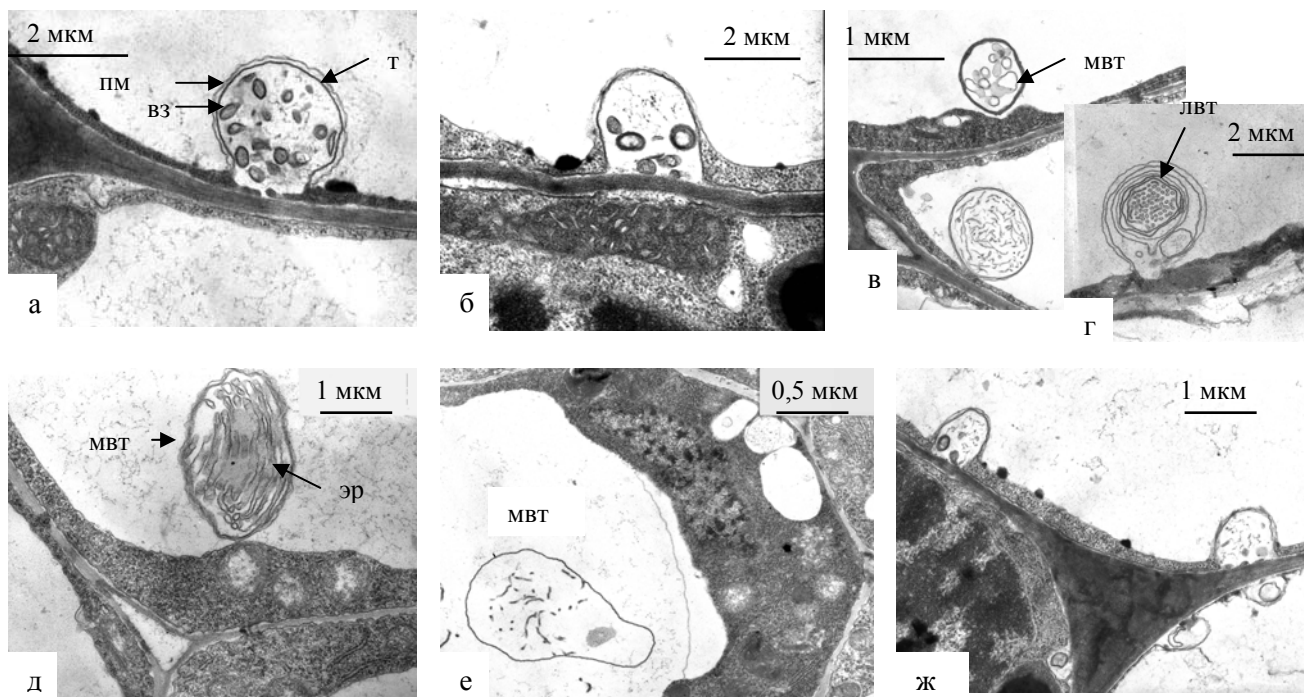 2 мкм
т
пм
вз
а
2 мкм
б
1 мкм
мвт
в
лвт
2 мкм
г
1 мкм
мвт
эр
д
0,5 мкм
мвт
е
1 мкм
ж